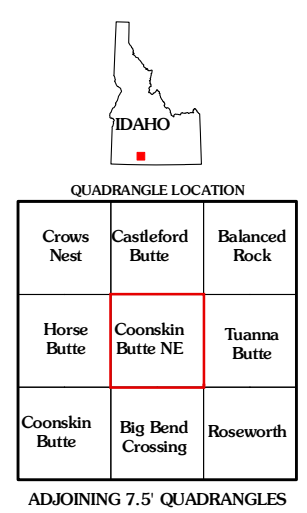 IDAHO
QUADRANGLE LOCATION
Crows
Nest
Castleford
Butte
Balanced
Rock
Horse
Butte
Coonskin
Butte NE
Tuanna
Butte
Coonskin
Butte
Big Bend
Crossing
Roseworth
ADJOINING 7.5' QUADRANGLES